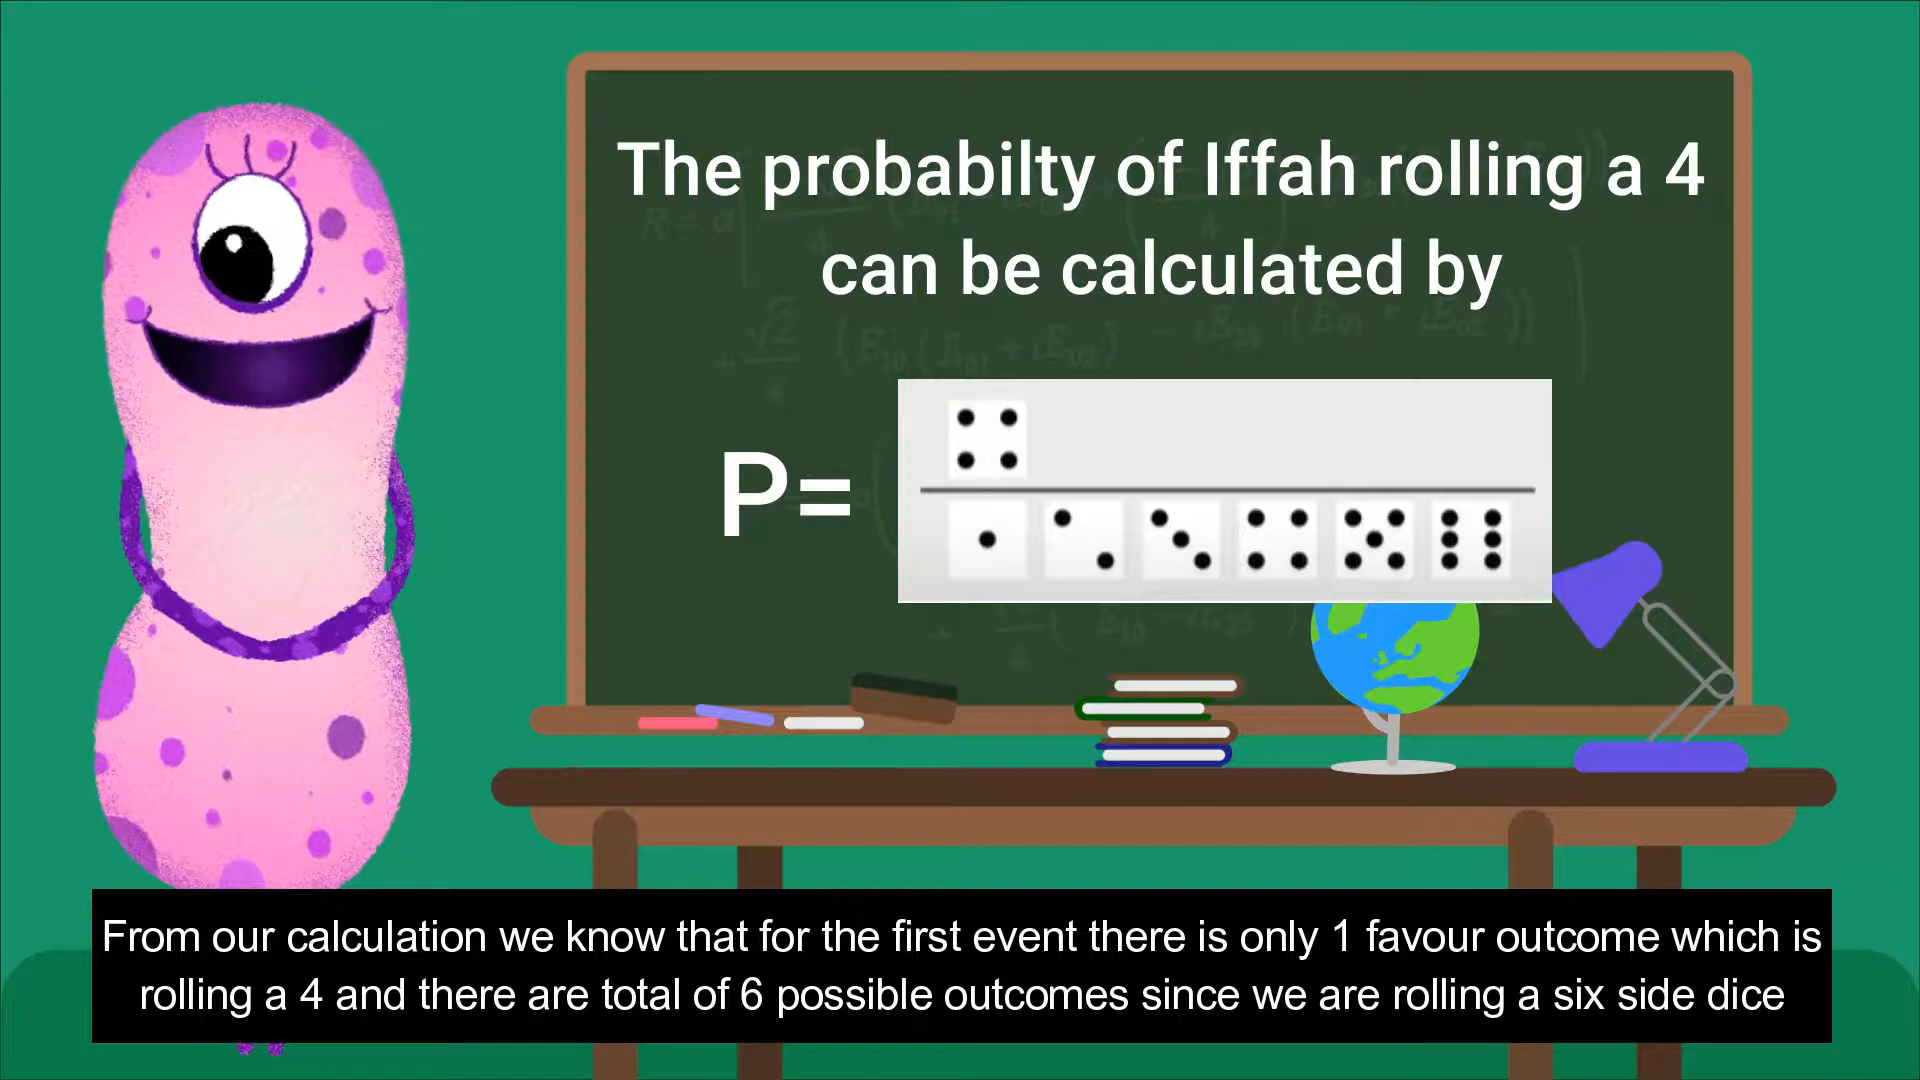 The probabilty of Iffah rolling a 4
can be calculated by
P=
From our calculation we know that for the first event there is only 1 favour outcome which is
rolling a 4 and there are total of 6 possible outcomes since we are rolling a six side dice